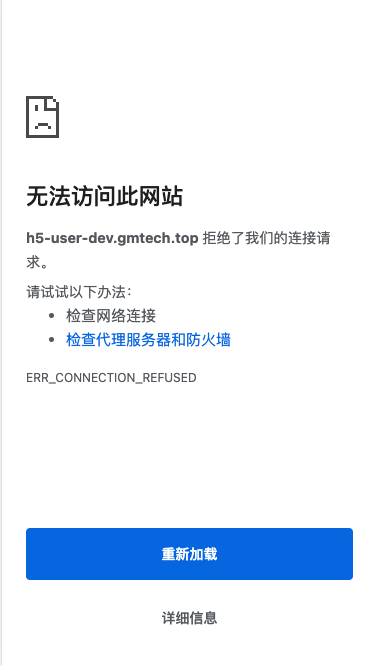 无法访问此网站
h5-user-dev.gmtech.top 拒绝了我们的连接请
求。
请试试以下办法：
• 检查网络连接
• 检查代理服务器和防火墙
ERR_CONNECTION_REFUSED
重新加载
详细信息